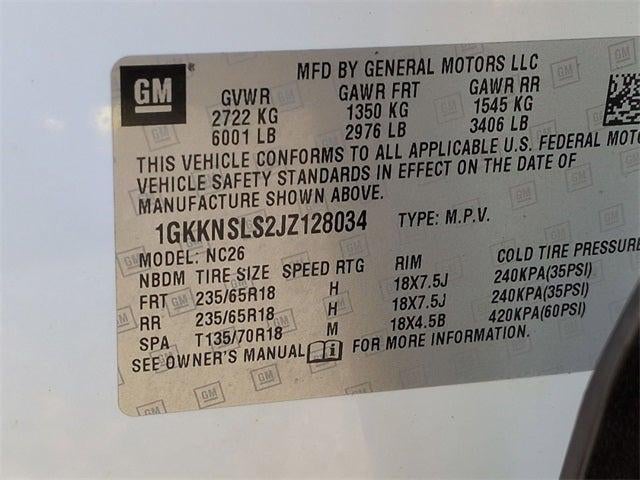 GM
MFD BY GENERAL MOTORS LLC
GVWR GAWR FRT GAWR RR
2722 KG 1350 KG 1545 KG
6001 LB 2976 LB 3406 LB
THIS VEHICLE CONFORMS TO ALL APPLICABLE U.S. FEDERAL MOTO
VEHICLE SAFETY STANDARDS IN EFFECT ON THE DATE OF
MANUFACTURE SHOWN ABOVE.
1GKKNSLS2JZ128034 TYPE: M.P.V.
MODEL: NC26
NBDM TIRE SIZE SPEED RTG RIM COLD TIRE PRESSURE
FRT 235/65R18 H 18X7.5J 240KPA(35PSI)
RR 235/65R18 H 18X7.5J 240KPA(35PSI)
SPA T135/70R18 M 18X4.5B 420KPA(60PSI)
SEE OWNER'S MANUAL FOR MORE INFORMATION.